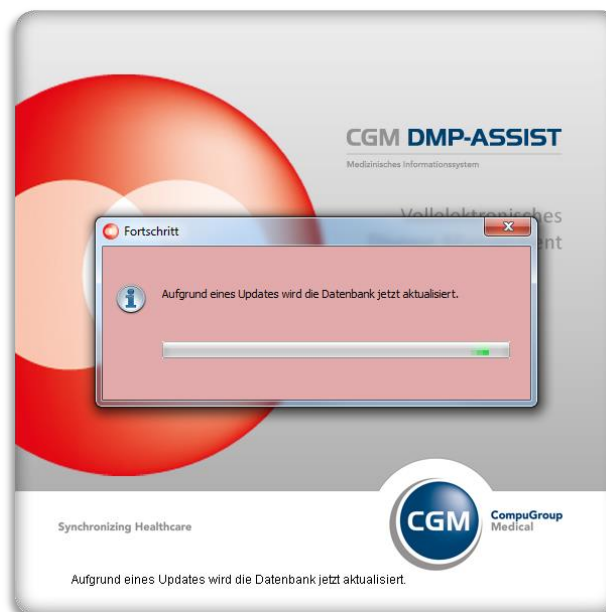 CGM DMP-ASSIST
Medizinisches Informationssystem
Vollelektronisches
Fortschritt
Aufgrund eines Updates wird die Datenbank jetzt aktualisiert.
CGM
CompuGroup
Medical
Synchronizing Healthcare
Aufgrund eines Updates wird die Datenbank jetzt aktualisiert.